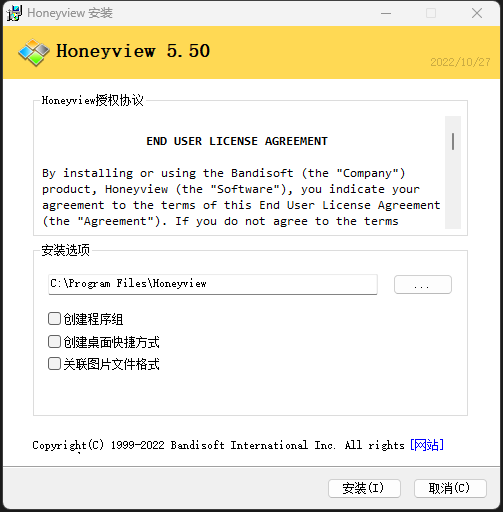 Honeyview 安装
Honeyview 5.50
2022/10/27
Honeyview授权协议
END USER LICENSE AGREEMENT
By installing or using the Bandisoft (the "Company")
product, Honeyview (the "Software"), you indicate your
agreement to the terms of this End User License Agreement
(the "Agreement"). If you do not agree to the terms
安装选项
C:\Program Files\Honeyview
...
创建程序组
创建桌面快捷方式
关联图片文件格式
Copyright(C) 1999-2022 Bandisoft International Inc. All rights [网站]
安装(I) 取消(C)